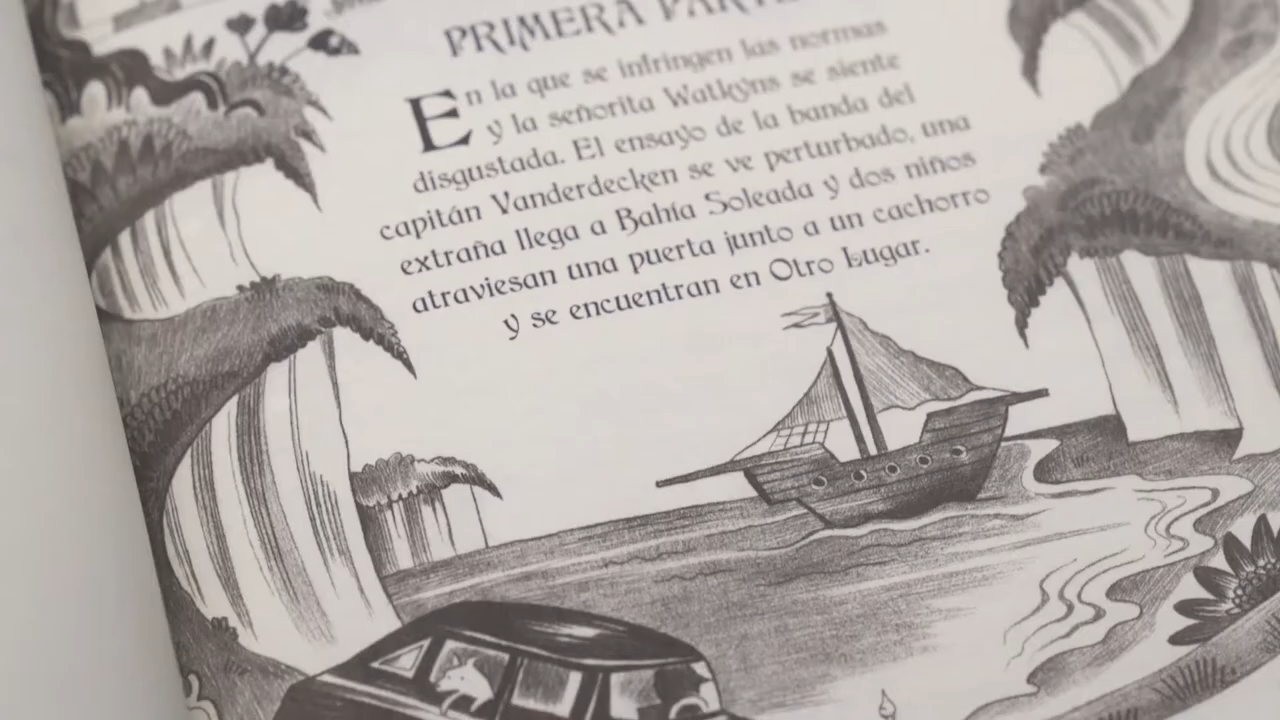 PRIMERA PARTE
En la que se infringen las normas
y la señorita Watkyns se siente
disgustada. El ensayo de la banda del
capitán Vanderdecken se ve perturbado, una
extraña llega a Bahía Soleada y dos niños
atraviesan una puerta junto a un cachorro
y se encuentran en Otro Lugar.